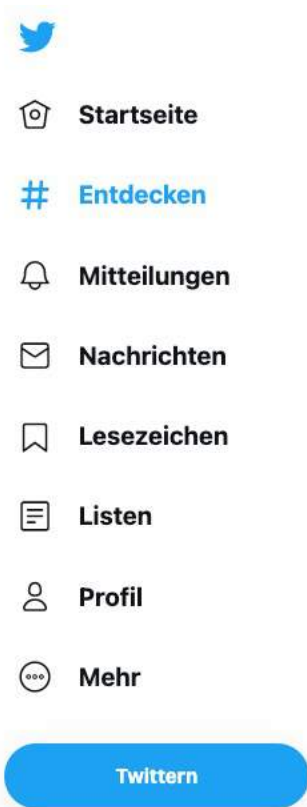 Startseite
Entdecken
Mitteilungen
Nachrichten
Lesezeichen
Listen
Profil
Mehr
Twittern